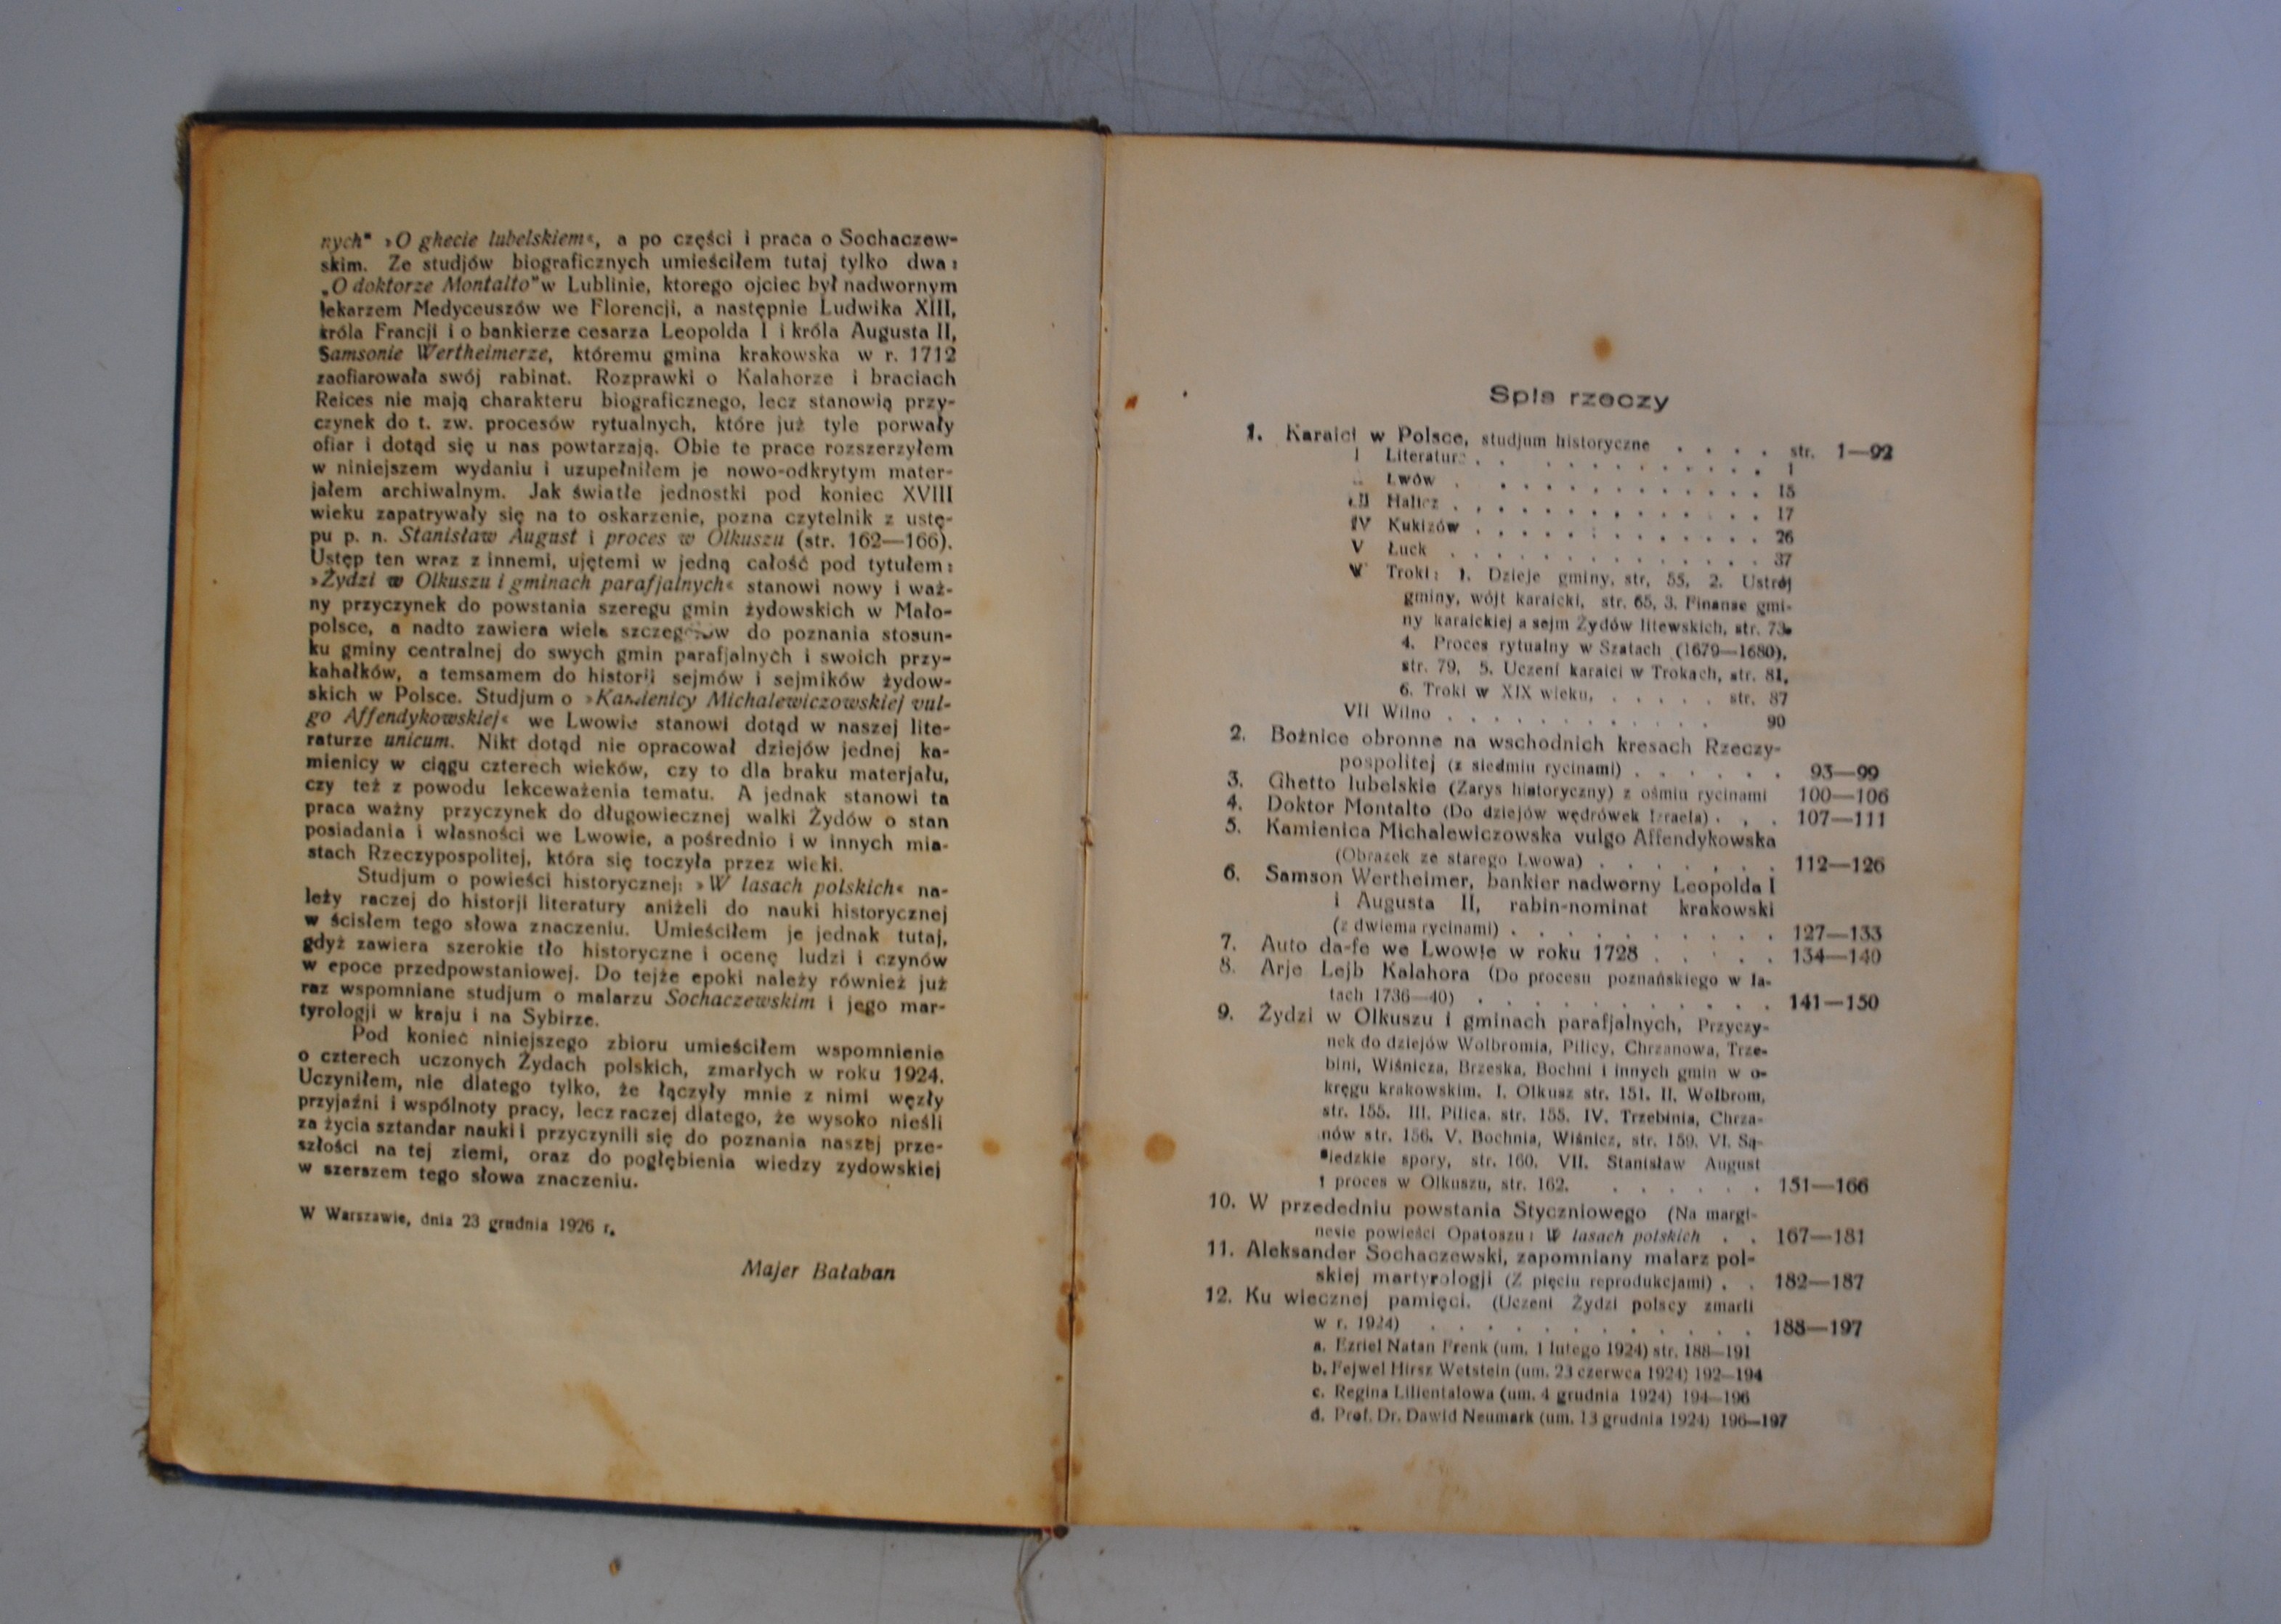 nych" »O ghecie lubelskiem«, a po części i praca o Sochaczew-
skim. Ze studjów biograficznych umieściłem tutaj tylko dwa:
„O doktorze Montalto" w Lublinie, ktorego ojciec był nadwornym
lekarzem Medyceuszów we Florencji, a następnie Ludwika XIII,
króla Francji i o bankierze cesarza Leopolda I i króla Augusta II,
Samsonie Wertheimerze, któremu gmina krakowska w r. 1712
zaofiarowała swój rabinat. Rozprawki o Kalahorze i braciach
Reices nie mają charakteru biograficznego, lecz stanowią przy-
czynek do t. zw. procesów rytualnych, które już tyle porwały
ofiar i dotąd się u nas powtarzają. Obie te prace rozszerzyłem
w niniejszem wydaniu i uzupełniłem je nowo-odkrytym mater-
jałem archiwalnym. Jak światłe jednostki pod koniec XVIII
wieku zapatrywały się na to oskarzenie, pozna czytelnik z ustę-
pu p. n. Stanisław August i proces w Olkuszu (str. 162—166).
Ustęp ten wraz z innemi, ujętemi w jedną całość pod tytułem:
»Żydzi w Olkuszu i gminach parafjalnych« stanowi nowy i waż-
ny przyczynek do powstania szeregu gmin żydowskich w Mało-
polsce, a nadto zawiera wiele szczegółów do poznania stosun-
ku gminy centralnej do swych gmin parafjalnych i swoich przy-
kahałków, a temsamem do historji sejmów i sejmików żydow-
skich w Polsce. Studjum o »Kamienicy Michalewiczowskiej vul-
go Affendykowskiej« we Lwowie stanowi dotąd w naszej lite-
raturze unicum. Nikt dotąd nie opracował dziejów jednej ka-
mienicy w ciągu czterech wieków, czy to dla braku materjału,
czy też z powodu lekceważenia tematu. A jednak stanowi ta
praca ważny przyczynek do długowiecznej walki Żydów o stan
posiadania i własności we Lwowie, a pośrednio i w innych mia-
stach Rzeczypospolitej, która się toczyła przez wieki.
Studjum o powieści historycznej: »W lasach polskich« na-
leży raczej do historji literatury aniżeli do nauki historycznej
w ścisłem tego słowa znaczeniu. Umieściłem je jednak tutaj,
gdyż zawiera szerokie tło historyczne i ocenę ludzi i czynów
w epoce przedpowstaniowej. Do tejże epoki należy również już
raz wspomniane studjum o malarzu Sochaczewskim i jego mar-
tyrologji w kraju i na Sybirze.
Pod koniec niniejszego zbioru umieściłem wspomnienie
o czterech uczonych Żydach polskich, zmarłych w roku 1924.
Uczyniłem, nie dlatego tylko, że łączyły mnie z nimi węzły
przyjaźni i wspólnoty pracy, lecz raczej dlatego, że wysoko nieśli
za życia sztandar nauki i przyczynili się do poznania naszej prze-
szłości na tej ziemi, oraz do pogłębienia wiedzy zydowskiej
w szerszem tego słowa znaczeniu.
W Warszawie, dnia 23 grudnia 1926 r.
Majer Bałaban
Spis rzeczy
1. Karaici w Polsce, studjum historyczne . . . . str. 1—92
I Literatura . . . . . . . . . . . . 1
Lwów . . . . . . . . . . . . 15
III Halicz . . . . . . . . . . . . 17
IV Kukizów . . . . . . . . . . . 26
V Łuck . . . . . . . . . . . . 37
V Troki: 1. Dzieje gminy, str, 55, 2. Ustrój
gminy, wójt karaicki, str. 65, 3. Finanse gmi-
ny karaickiej a sejm Żydów litewskich, str. 73.
4. Proces rytualny w Szatach (1679—1680),
str. 79, 5. Uczeni karaici w Trokach, str. 81,
6. Troki w XIX wieku, . . . . . str. 87
VII Wilno . . . . . . . . . . . 90
2. Bożnice obronne na wschodnich kresach Rzeczy-
pospolitej (z siedmiu rycinami) . . . . . . 93—99
3. Ghetto lubelskie (Zarys historyczny) z ośmiu rycinami 100—106
4. Doktor Montalto (Do dziejów wędrówek Izraela) . . . 107—111
5. Kamienica Michalewiczowska vulgo Affendykowska
(Obrazek ze starego Lwowa) . . . . . . . 112—126
6. Samson Wertheimer, bankier nadworny Leopolda I
i Augusta II, rabin-nominat krakowski
(z dwiema rycinami) . . . . . . . . . . 127—133
7. Auto da-fe we Lwowie w roku 1728 . . . . . 134—140
8. Arje Lejb Kalahora (Do procesu poznańskiego w la-
tach 1736—40) . . . . . . . . . . . 141—150
9. Żydzi w Olkuszu i gminach parafjalnych, Przyczy-
nek do dziejów Wolbromia, Pilicy, Chrzanowa, Trze-
bini, Wiśnicza, Brzeska, Bochni i innych gmin w o-
kręgu krakowskim. I. Olkusz str. 151. II, Wolbrom,
str. 155. III. Pilica. str. 155. IV. Trzebinia, Chrza-
nów str. 156. V. Bochnia, Wiśnicz, str. 159. VI. Są-
siedzkie spory, str. 160. VII. Stanisław August
i proces w Olkuszu, str. 162. . . . . . . 151—166
10. W przededniu powstania Styczniowego (Na margi-
nesie powieści Opatoszu: W lasach polskich . . 167—181
11. Aleksander Sochaczewski, zapomniany malarz pol-
skiej martyrologji (Z pięciu reprodukcjami) . . 182—187
12. Ku wiecznej pamięci. (Uczeni Żydzi polscy zmarli
w r. 1924) . . . . . . . . . . . 188—197
a. Ezriel Natan Frenk (um. 1 lutego 1924) str. 188—191
b. Fejwel Hirsz Wetstein (um. 23 czerwca 1924) 192—194
c. Regina Lilientalowa (um. 4 grudnia 1924) 194—196
d. Prof. Dr. Dawid Neumark (um. 13 grudnia 1924) 196—197